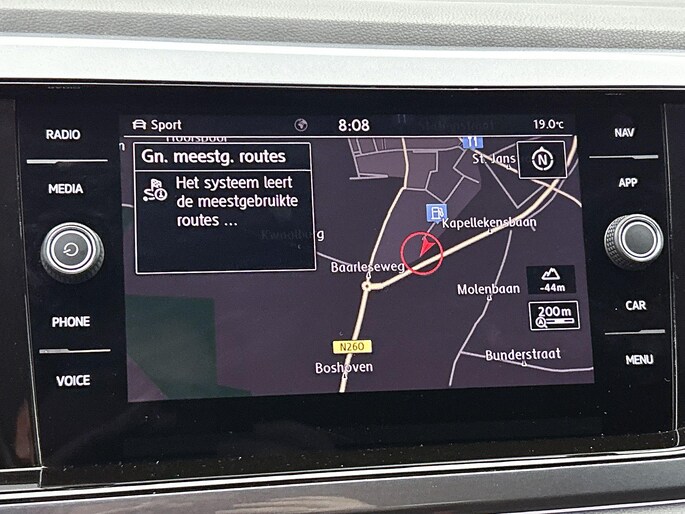 RADIO
MEDIA
PHONE
VOICE
Sport
8:08
19.0°c
T1
St. Jans
N
Gn. meestg. routes
Het systeem leert
de meestgebruikte
routes ...
Kapellekensbaan
Baarleseweg
Molenbaan
-44m
200m
A
N260
Boshoven
Bunderstraat
NAV
APP
CAR
MENU